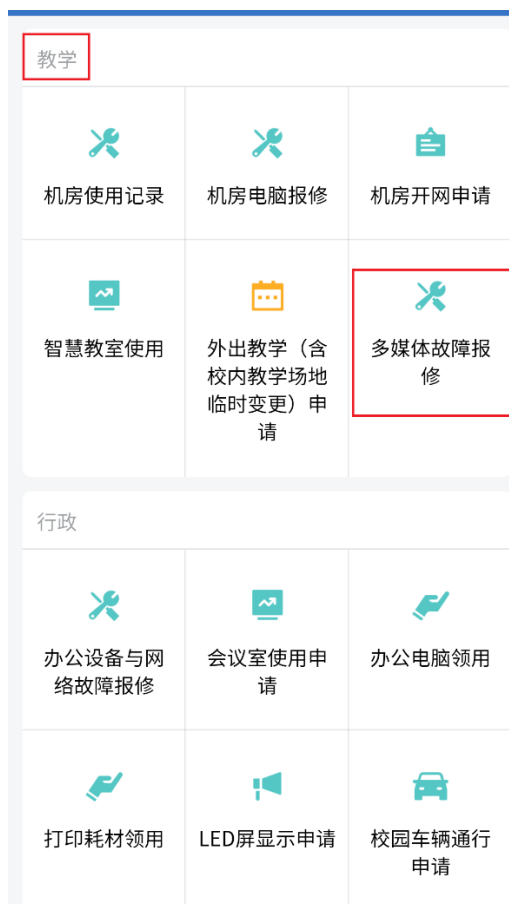 教学
机房使用记录
机房电脑报修
机房开网申请
智慧教室使用
外出教学（含
校内教学场地
临时变更）申
请
多媒体故障报
修
行政
办公设备与网
络故障报修
会议室使用申
请
办公电脑领用
打印耗材领用
LED屏显示申请
校园车辆通行
申请